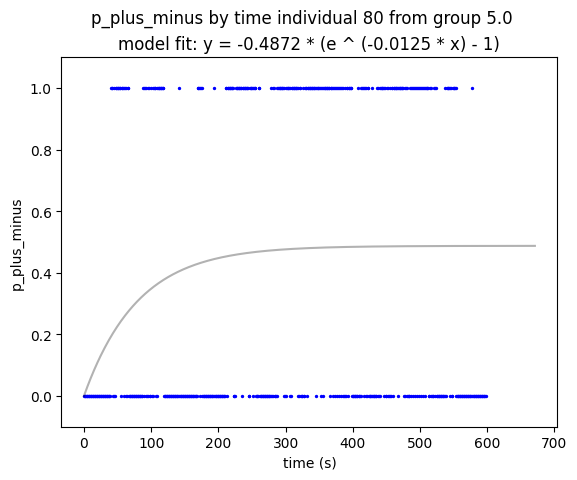 p_plus_minus by time individual 80 from group 5.0
model fit: y = -0.4872 * (e ^ (-0.0125 * x) - 1)
1.0
0.8
0.6
0.4
0.2
0.0
p_plus_minus
0 100 200 300 400 500 600 700
time (s)